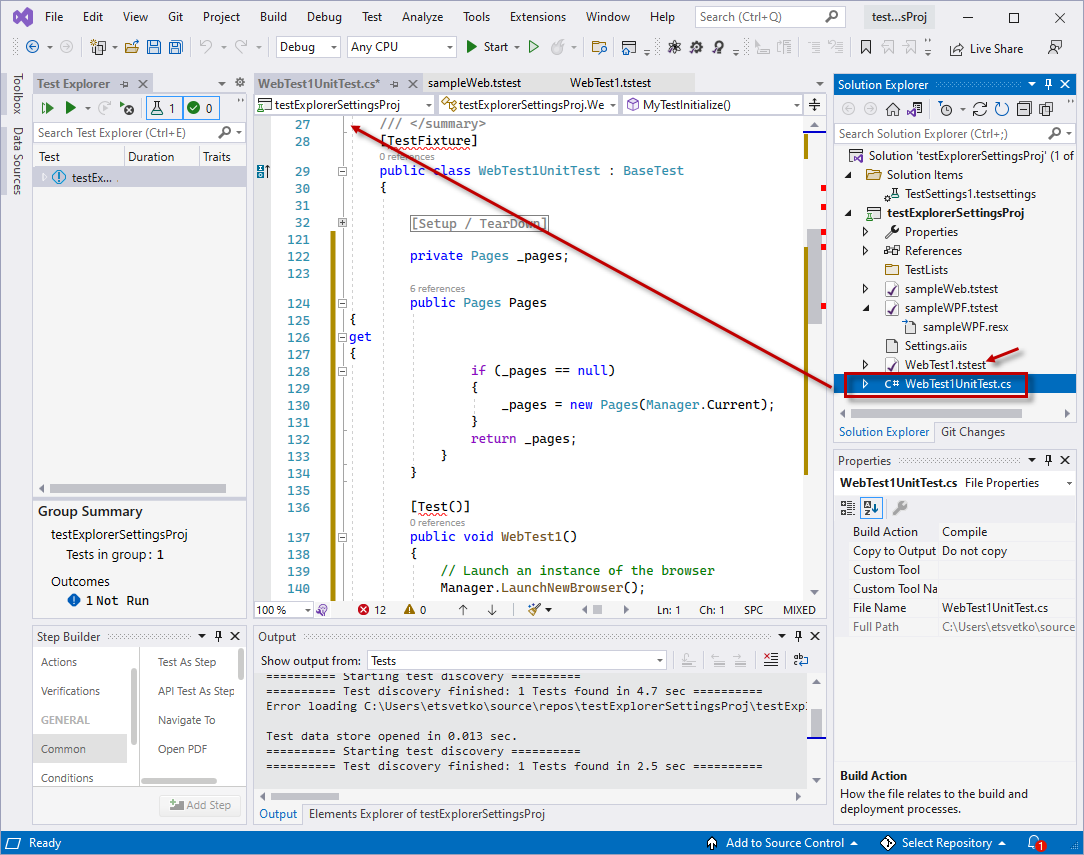 File Edit View Git Project Build Debug Test Analyze Tools Extensions Window Help Search (Ctrl+Q) test...sProj
Debug Any CPU Start Live Share
Toolbox
Data Sources
Test Explorer
1 0
Search Test Explorer (Ctrl+E)
Test Duration Traits
testEx...
Group Summary
testExplorerSettingsProj
Tests in group: 1
Outcomes
1 Not Run
Step Builder
Actions
Verifications
GENERAL
Common
Conditions
Test As Step
API Test As Step
Navigate To
Open PDF
Add Step
WebTest1UnitTest.cs* sampleWeb.tstest WebTest1.tstest
testExplorerSettingsProj testExplorerSettingsProj.We MyTestInitialize()
27 /// </summary>
28 [TestFixture]
0 references
29 public class WebTest1UnitTest : BaseTest
30 {
31
32 [Setup / TearDown]
121
122 private Pages _pages;
123
6 references
124 public Pages Pages
125 {
126 get
127 {
128 if (_pages == null)
129 {
130 _pages = new Pages(Manager.Current);
131 }
132 return _pages;
133 }
134 }
135
136 [Test()]
0 references
137 public void WebTest1()
138 {
139 // Launch an instance of the browser
140 Manager.LaunchNewBrowser();
100 % 12 0 Ln: 1 Ch: 1 SPC MIXED
Output
Show output from: Tests
========== Starting test discovery ==========
========== Test discovery finished: 1 Tests found in 4.7 sec ==========
Error loading C:\Users\etsvetko\source\repos\testExplorerSettingsProj\testExpl
Test data store opened in 0.013 sec.
========== Starting test discovery ==========
========== Test discovery finished: 1 Tests found in 2.5 sec ==========
Output Elements Explorer of testExplorerSettingsProj
Solution Explorer
Search Solution Explorer (Ctrl+;)
Solution 'testExplorerSettingsProj' (1 of
Solution Items
TestSettings1.testsettings
testExplorerSettingsProj
Properties
References
TestLists
sampleWeb.tstest
sampleWPF.tstest
sampleWPF.resx
Settings.aiis
WebTest1.tstest
C# WebTest1UnitTest.cs
Solution Explorer Git Changes
Properties
WebTest1UnitTest.cs File Properties
Build Action Compile
Copy to Output Do not copy
Custom Tool
Custom Tool Na
File Name WebTest1UnitTest.cs
Full Path C:\Users\etsvetko\source
Build Action
How the file relates to the build and
deployment processes.
Ready Add to Source Control Select Repository 1